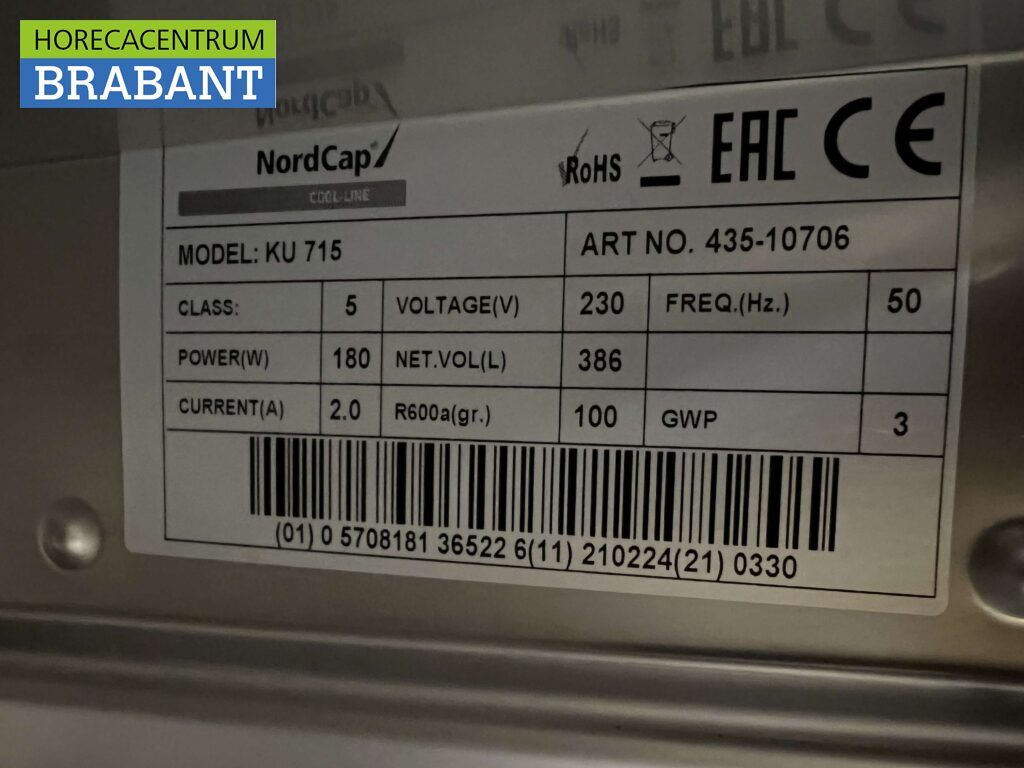 HORECACENTRUM
BRABANT
NordCap
NordCap®
COOL-LINE
RoHS
EAC CE
MODEL: KU 715
ART NO. 435-10706
CLASS: 5 VOLTAGE(V) 230 FREQ.(Hz.) 50
POWER(W) 180 NET.VOL(L) 386
CURRENT(A) 2.0 R600a(gr.) 100 GWP 3
(01) 0 5708181 36522 6(11) 210224(21) 0330